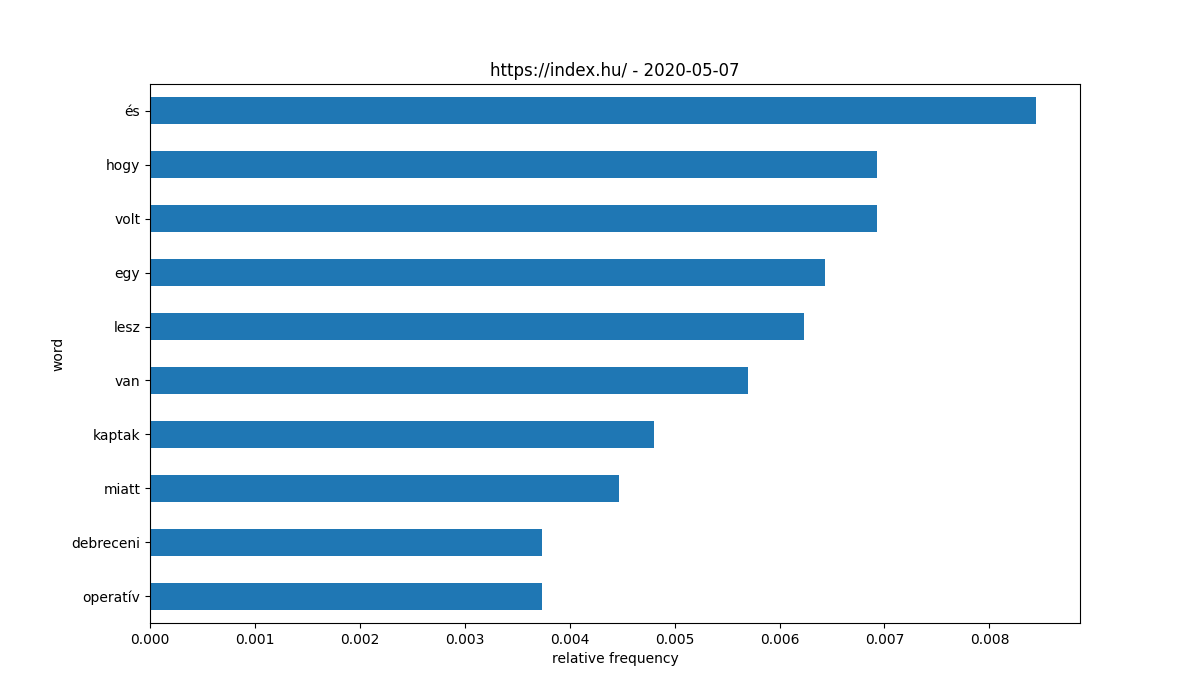 https://index.hu/ - 2020-05-07
és
hogy
volt
egy
lesz
word
van
kaptak
miatt
debreceni
operatív
0.000 0.001 0.002 0.003 0.004 0.005 0.006 0.007 0.008
relative frequency